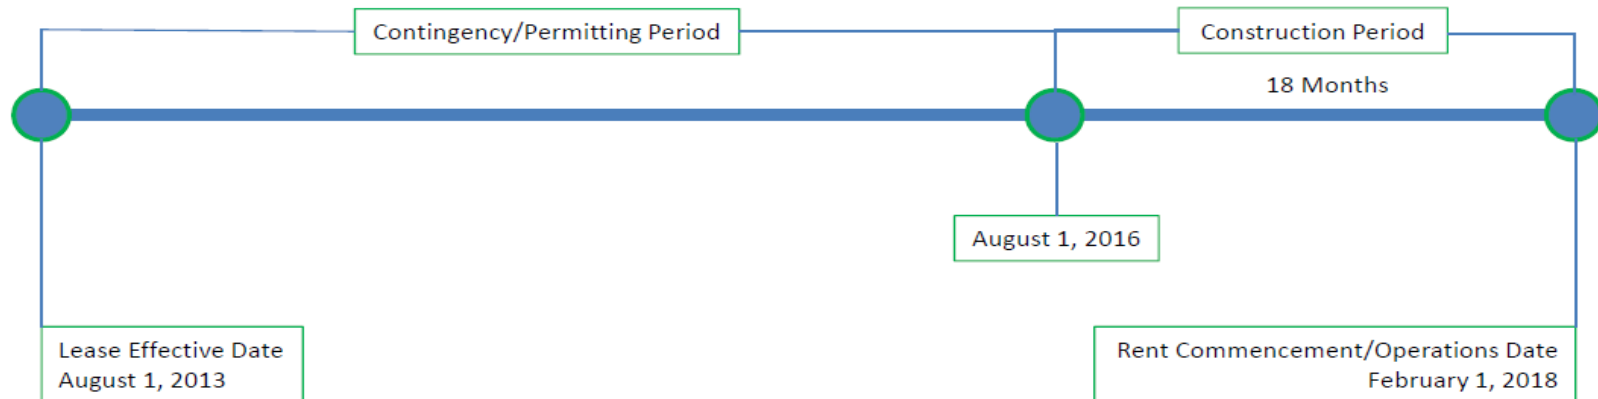 Contingency/Permitting Period
Construction Period
18 Months
August 1, 2016
Lease Effective Date
August 1, 2013
Rent Commencement/Operations Date
February 1, 2018